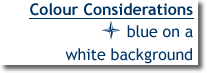 Colour Considerations
blue on a
white background